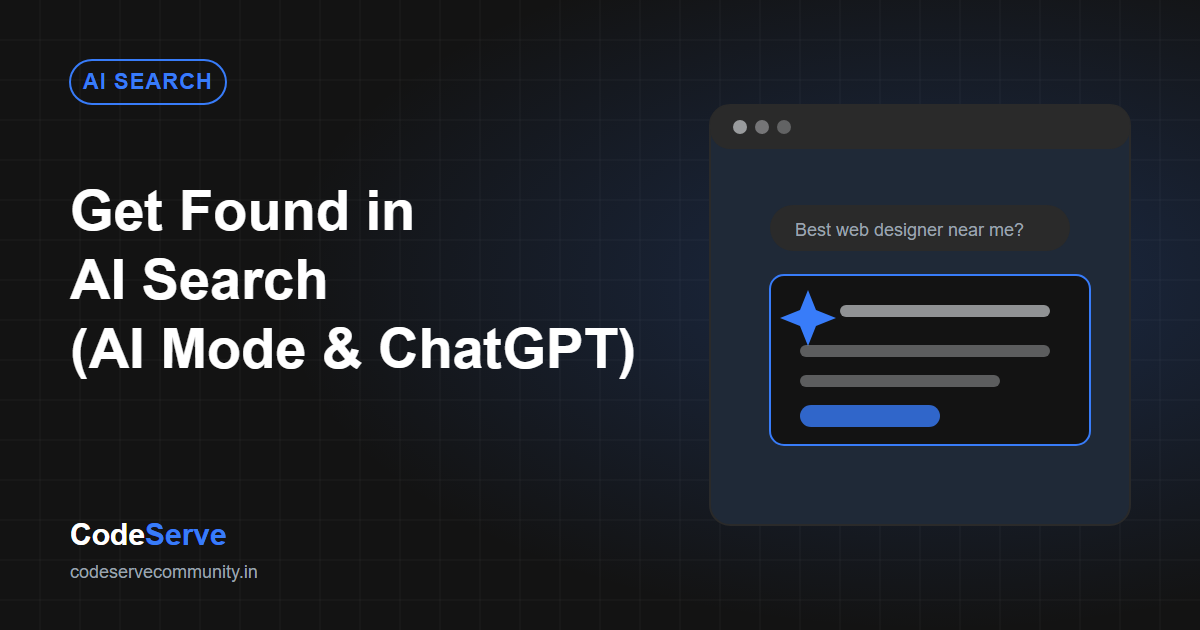 AI SEARCH
Get Found in
AI Search
(AI Mode & ChatGPT)
Best web designer near me?
CodeServe
codeservecommunity.in